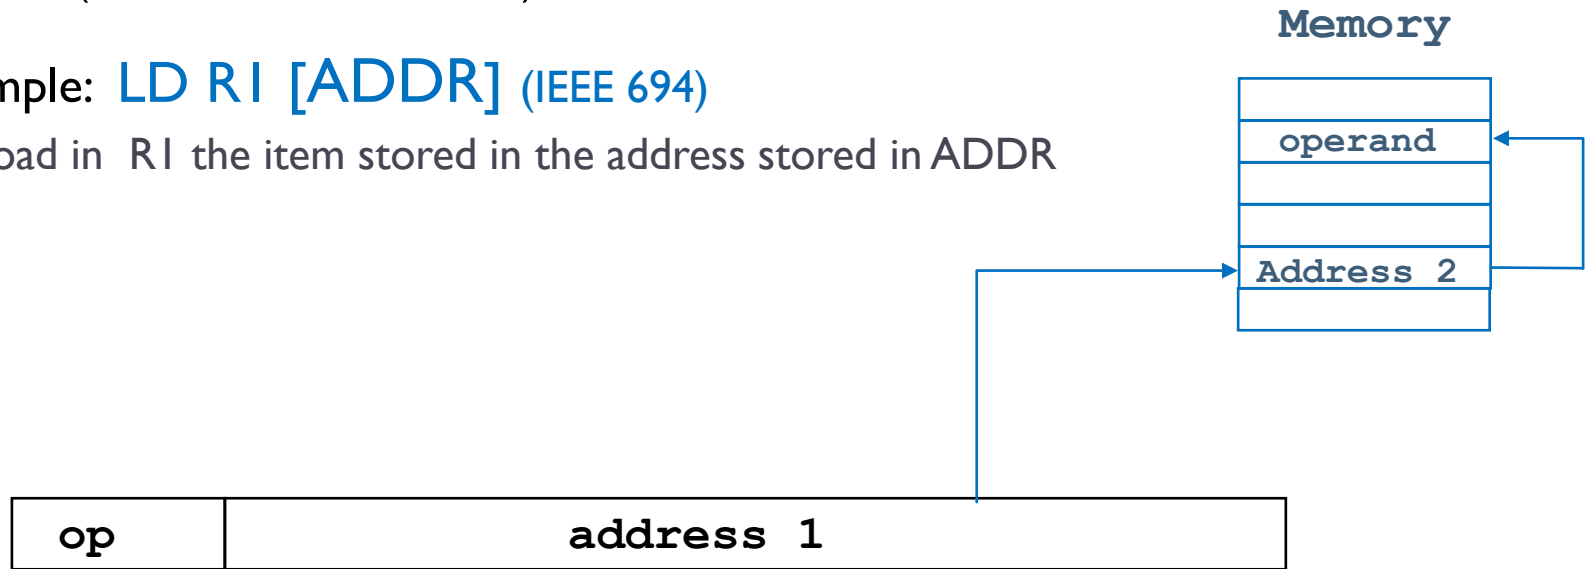 Memory
mple: LD R1 [ADDR] (IEEE 694)
oad in R1 the item stored in the address stored in ADDR
operand
Address 2
op
address 1